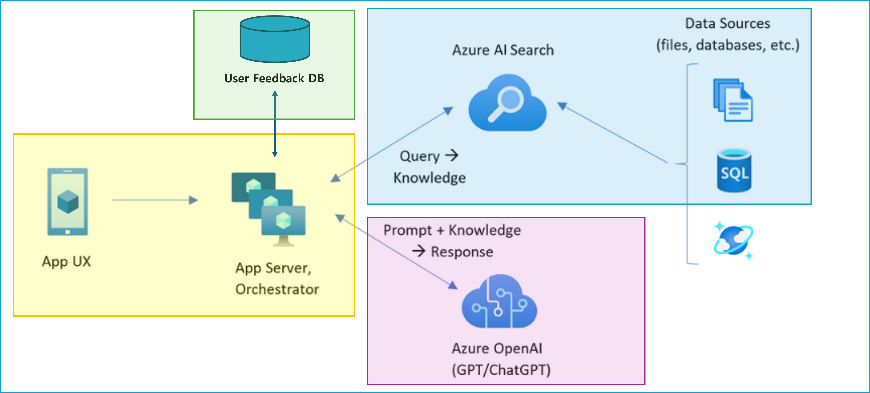 User Feedback DB
Azure AI Search
Data Sources
(files, databases, etc.)
Query →
Knowledge
SQL
App UX
App Server,
Orchestrator
Prompt + Knowledge
→ Response
Azure OpenAI
(GPT/ChatGPT)